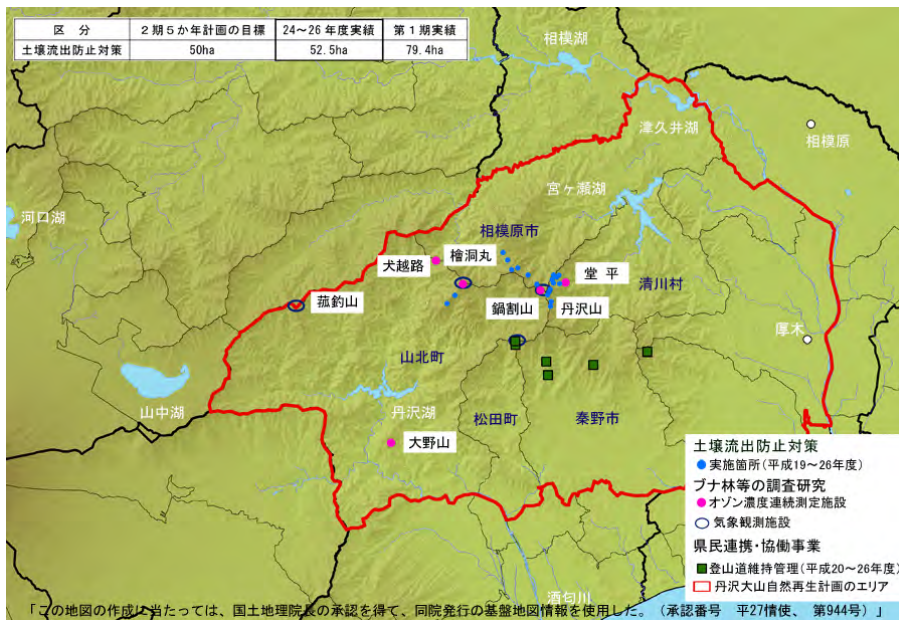 区 分 2期5か年計画の目標 24～26年度実績 第1期実績
土壌流出防止対策 50ha 52.5ha 79.4ha
相模湖
津久井湖
相模原
宮ヶ瀬湖
河口湖
相模原市
犬越路 檜洞丸
堂 平
清川村
菰釣山
鍋割山 丹沢山
厚木
山北町
山中湖
丹沢湖
松田町
秦野市
大野山
土壌流出防止対策
実施箇所(平成19～26年度)
ブナ林等の調査研究
オゾン濃度連続測定施設
気象観測施設
県民連携・協働事業
登山道維持管理(平成20～26年度)
丹沢大山自然再生計画のエリア
酒匂川
「この地図の作成に当たっては、国土地理院長の承認を得て、同院発行の基盤地図情報を使用した。(承認番号 平27情使、 第944号)」